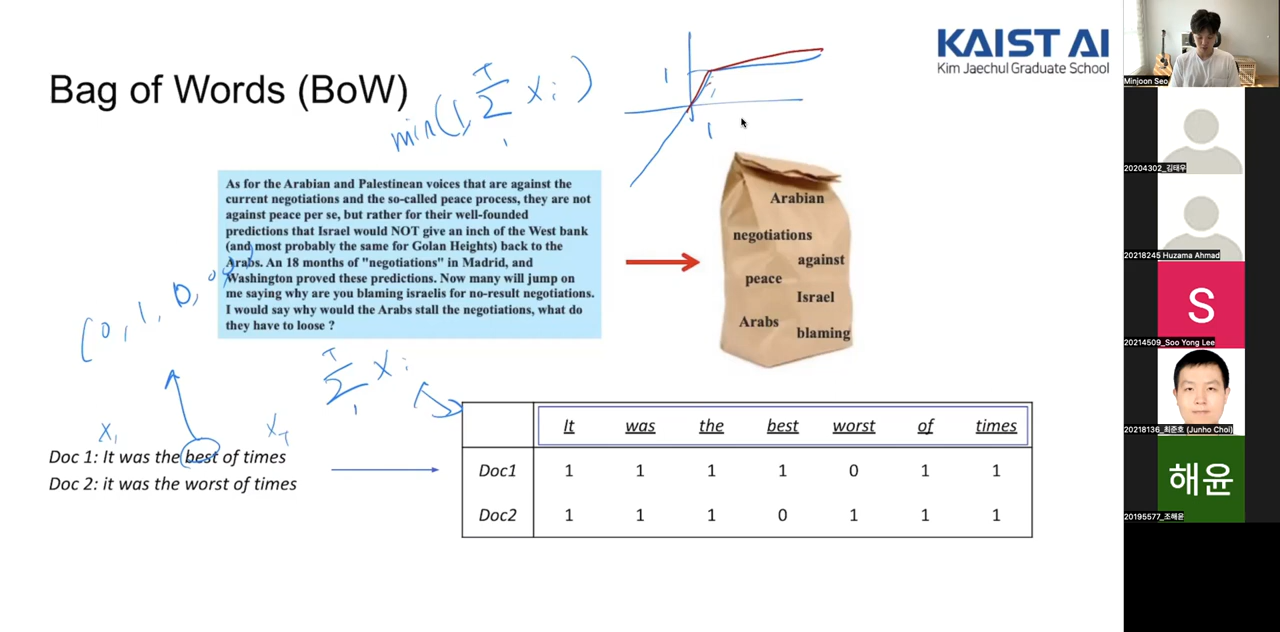 KAIST AI
Kim Jaechul Graduate School
Bag of Words (BoW)
min(1, Σ Xi)
T
1
1
1
As for the Arabian and Palestinean voices that are against the
current negotiations and the so-called peace process, they are not
against peace per se, but rather for their well-founded
predictions that Israel would NOT give an inch of the West bank
(and most probably the same for Golan Heights) back to the
Arabs. An 18 months of "negotiations" in Madrid, and
Washington proved these predictions. Now many will jump on
me saying why are you blaming israelis for no-result negotiations.
I would say why would the Arabs stall the negotiations, what do
they have to loose ?
Arabian
negotiations
against
peace
Israel
Arabs
blaming
(0, 1, 0,
T
Σ Xi
1
X1 XT
Doc 1: It was the best of times
Doc 2: it was the worst of times
It was the best worst of times
Doc1 1 1 1 1 0 1 1
Doc2 1 1 1 0 1 1 1
Minjoon Seo
20204302_김태우
20218245 Huzama Ahmad
S
20214509_Soo Yong Lee
20218136_최준호 (Junho Choi)
해윤
20195577_조해윤